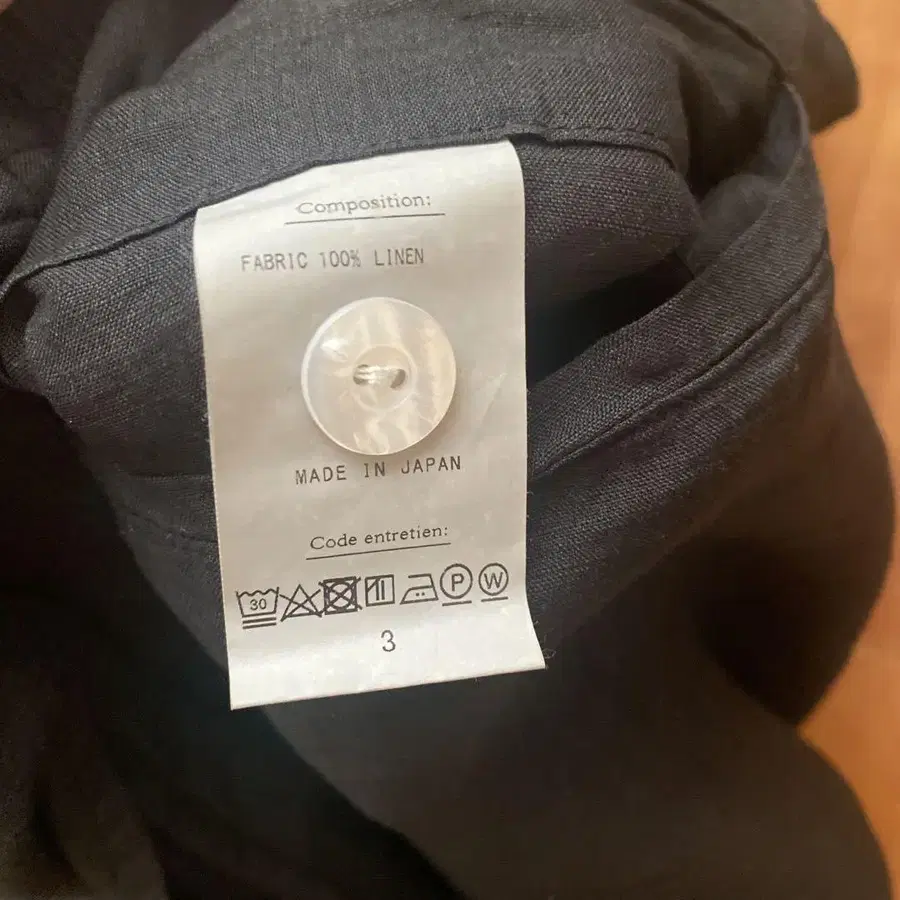 Composition:
FABRIC 100% LINEN
MADE IN JAPAN
Code entretien:
30 P W
3